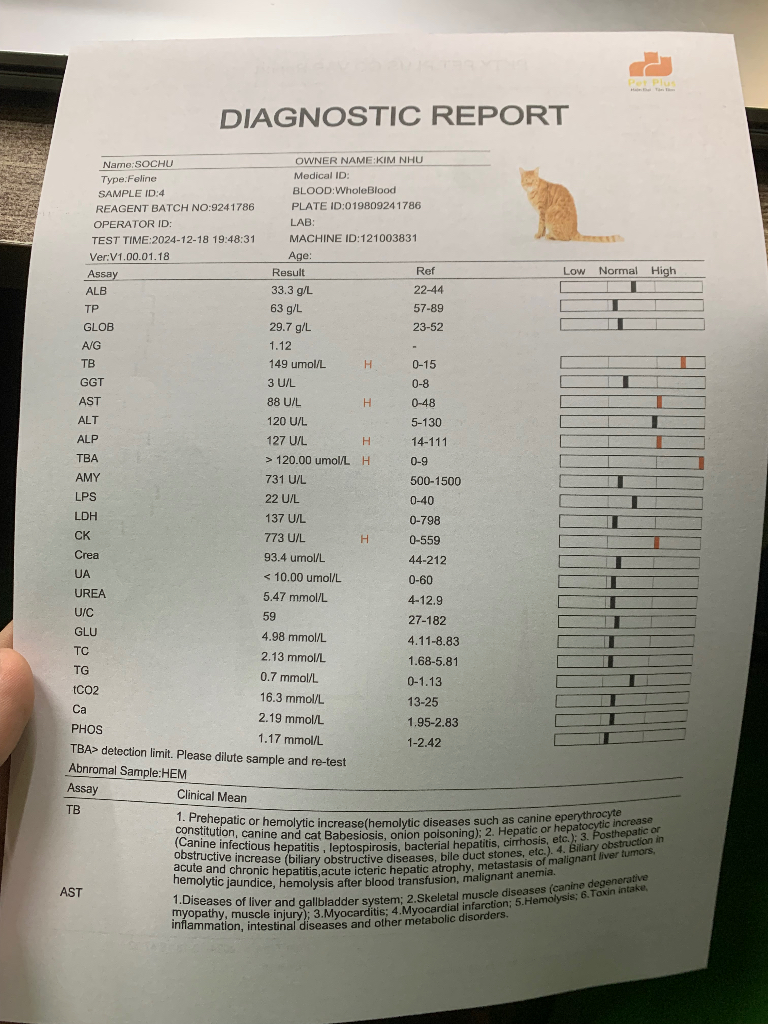 Pet Plus
DIAGNOSTIC REPORT
Name:SOCHU OWNER NAME:KIM NHU
Type:Feline Medical ID:
SAMPLE ID:4 BLOOD:WholeBlood
REAGENT BATCH NO:9241786 PLATE ID:019809241786
OPERATOR ID: LAB:
TEST TIME:2024-12-18 19:48:31 MACHINE ID:121003831
Ver:V1.00.01.18 Age:
Assay Result Ref Low Normal High
ALB 33.3 g/L 22-44
TP 63 g/L 57-89
GLOB 29.7 g/L 23-52
A/G 1.12 -
TB 149 umol/L H 0-15
GGT 3 U/L 0-8
AST 88 U/L H 0-48
ALT 120 U/L 5-130
ALP 127 U/L H 14-111
TBA > 120.00 umol/L H 0-9
AMY 731 U/L 500-1500
LPS 22 U/L 0-40
LDH 137 U/L 0-798
CK 773 U/L H 0-559
Crea 93.4 umol/L 44-212
UA < 10.00 umol/L 0-60
UREA 5.47 mmol/L 4-12.9
U/C 59 27-182
GLU 4.98 mmol/L 4.11-8.83
TC 2.13 mmol/L 1.68-5.81
TG 0.7 mmol/L 0-1.13
tCO2 16.3 mmol/L 13-25
Ca 2.19 mmol/L 1.95-2.83
PHOS 1.17 mmol/L 1-2.42
TBA> detection limit. Please dilute sample and re-test
Abnromal Sample:HEM
Assay Clinical Mean
TB 1. Prehepatic or hemolytic increase(hemolytic diseases such as canine eperythrocyte
constitution, canine and cat Babesiosis, onion poisoning); 2. Hepatic or hepatocytic increase
(Canine infectious hepatitis , leptospirosis, bacterial hepatitis, cirrhosis, etc.); 3. Posthepatic or
obstructive increase (biliary obstructive diseases, bile duct stones, etc.). 4. Biliary obstruction in
acute and chronic hepatitis,acute icteric hepatic atrophy, metastasis of malignant liver tumors,
hemolytic jaundice, hemolysis after blood transfusion, malignant anemia.
AST 1.Diseases of liver and gallbladder system; 2.Skeletal muscle diseases (canine degenerative
myopathy, muscle injury); 3.Myocarditis; 4.Myocardial infarction; 5.Hemolysis; 6.Toxin intake,
inflammation, intestinal diseases and other metabolic disorders.